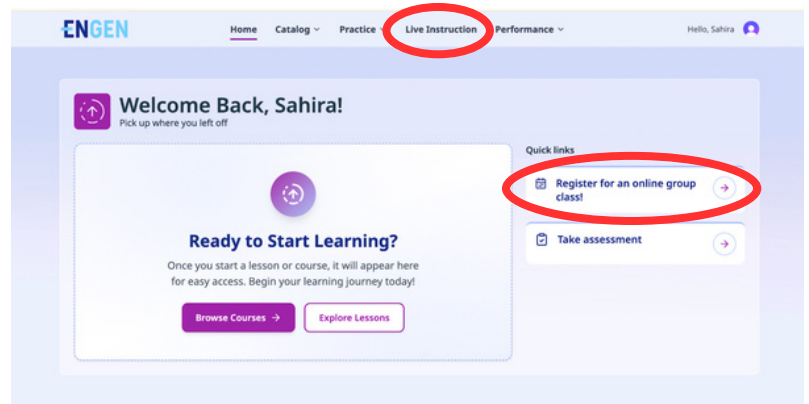 ENGEN
Home Catalog Practice Live Instruction Performance Hello, Sahira
Welcome Back, Sahira!
Pick up where you left off
Quick links
Register for an online group
class!
Take assessment
Ready to Start Learning?
Once you start a lesson or course, it will appear here
for easy access. Begin your learning journey today!
Browse Courses → Explore Lessons